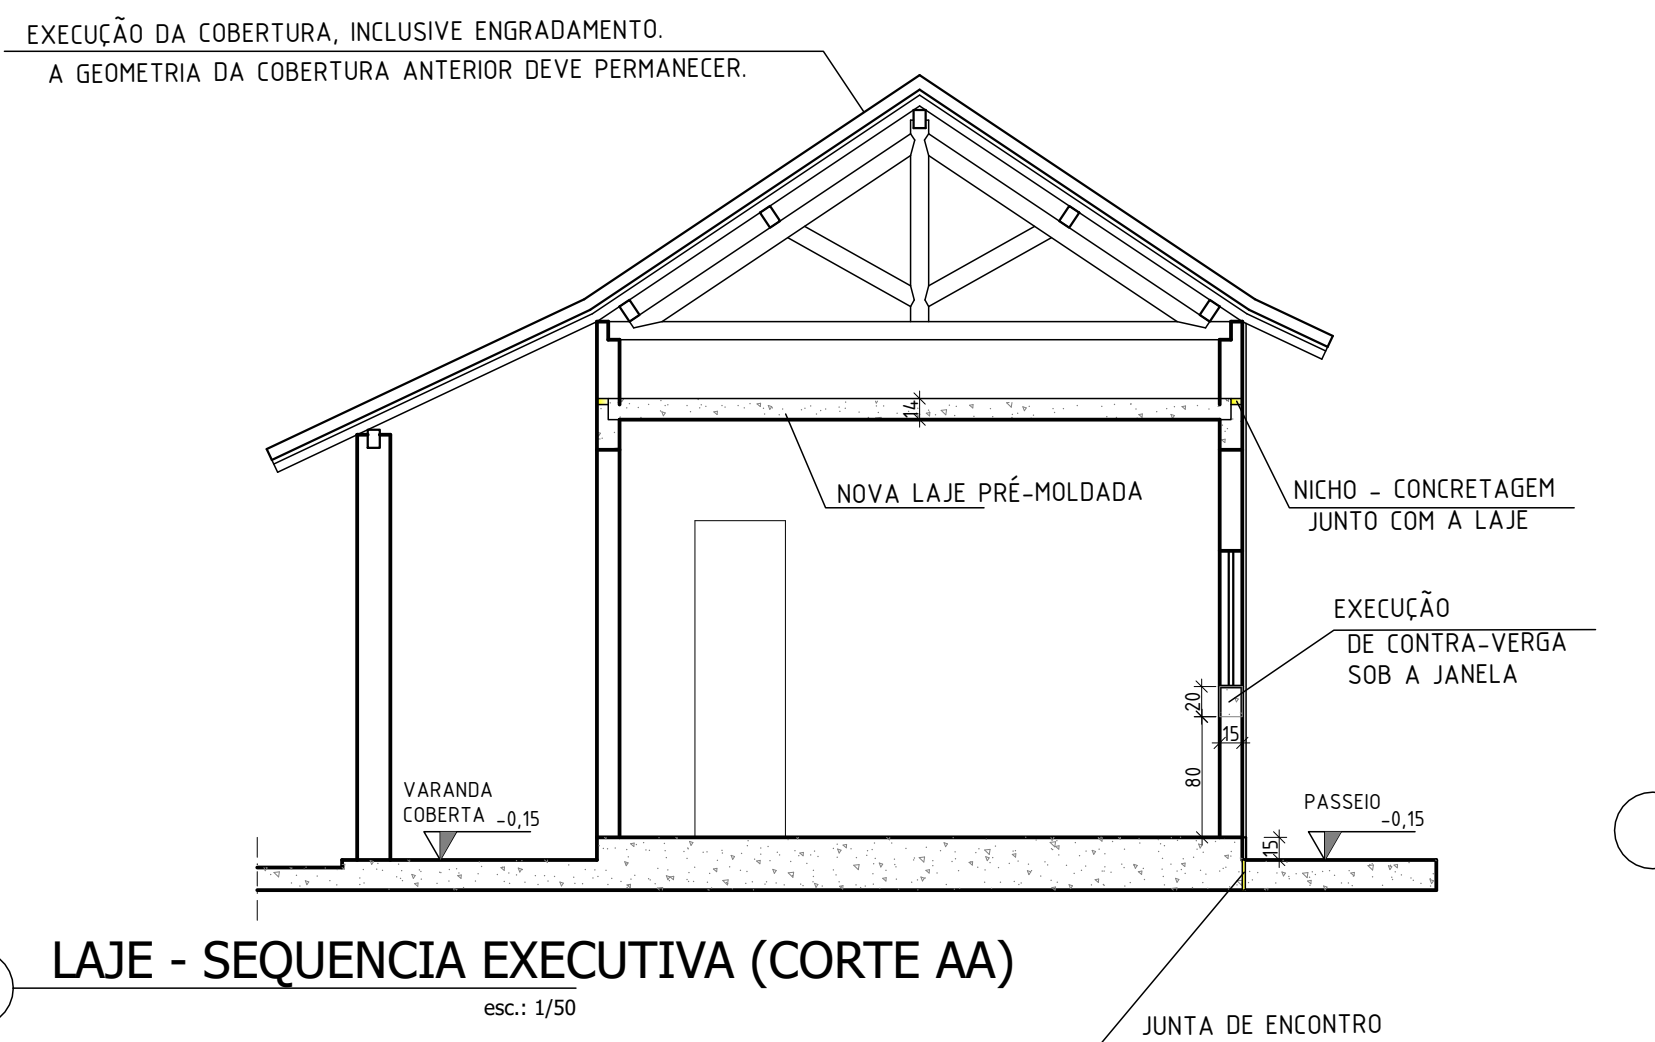 EXECUÇÃO DA COBERTURA, INCLUSIVE ENGRADAMENTO.
A GEOMETRIA DA COBERTURA ANTERIOR DEVE PERMANECER.
14
NOVA LAJE PRÉ-MOLDADA
NICHO - CONCRETAGEM
JUNTO COM A LAJE
EXECUÇÃO
DE CONTRA-VERGA
SOB A JANELA
20
15
80
VARANDA
COBERTA -0,15
PASSEIO
-0,15
15
LAJE - SEQUENCIA EXECUTIVA (CORTE AA)
esc.: 1/50
JUNTA DE ENCONTRO